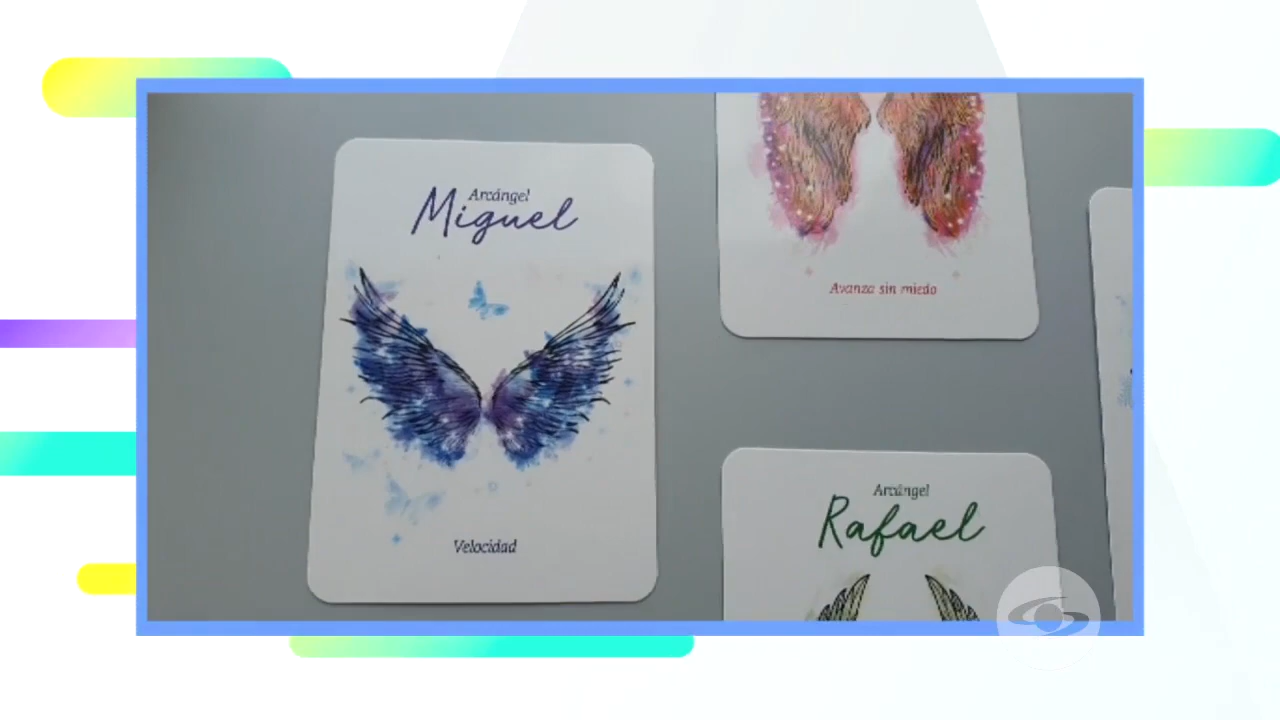 Arcángel
Miguel
Velocidad
Avanza sin miedo
Arcángel
Rafael